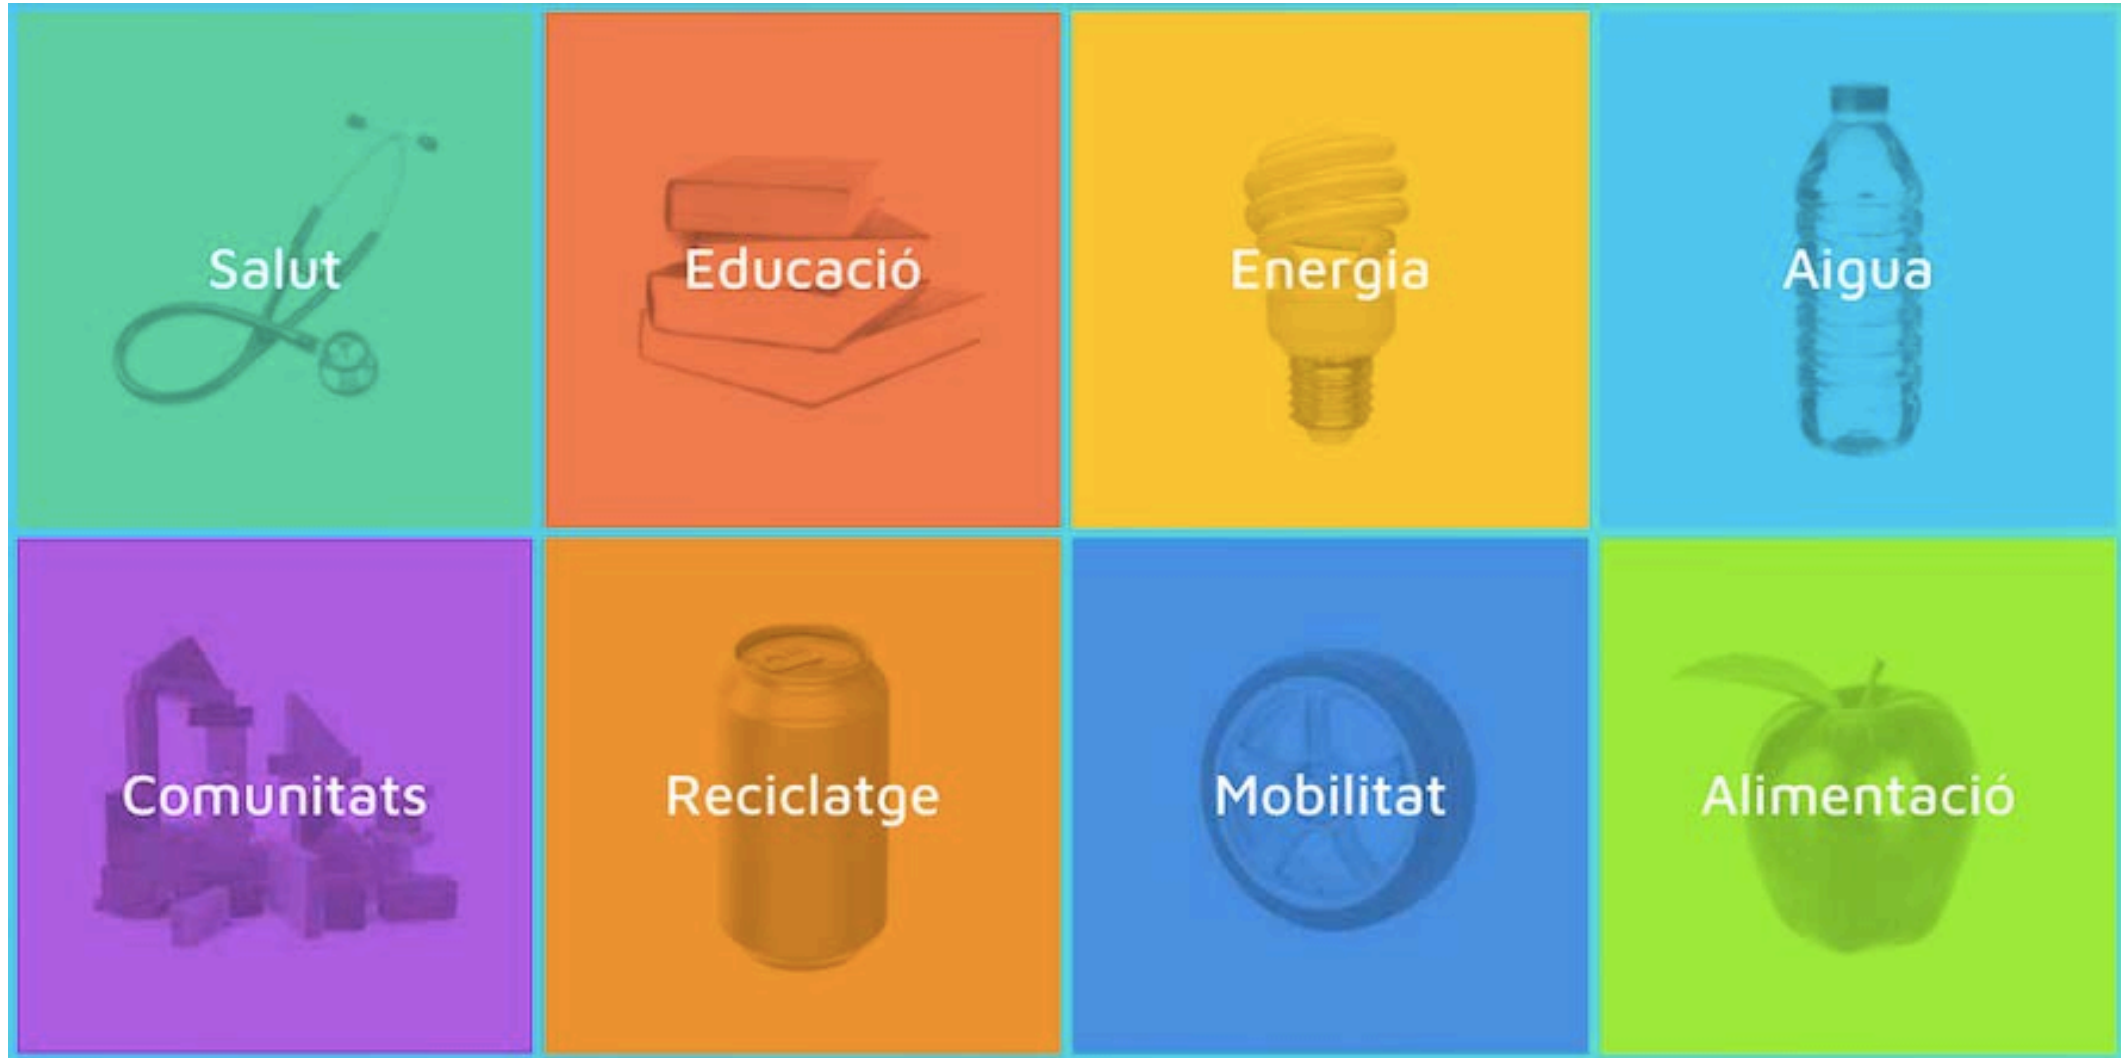 Salut
Educació
Energia
Aigua
Comunitats
Reciclatge
Mobilitat
Alimentació